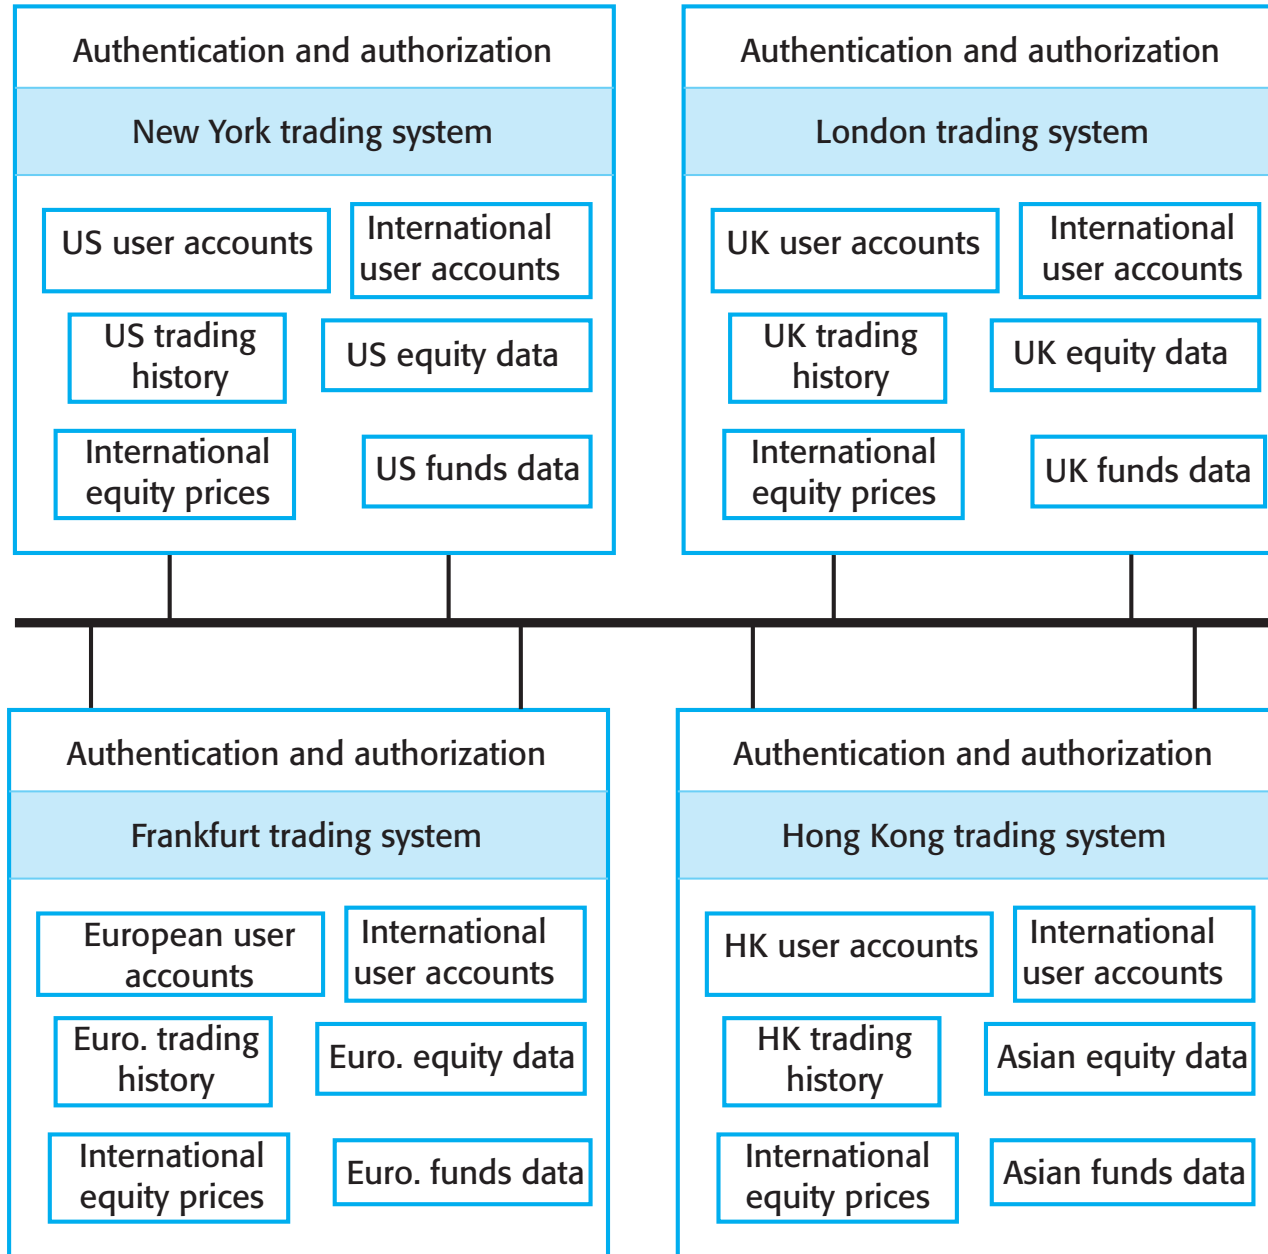 Authentication and authorization
New York trading system
US user accounts
International
user accounts
US trading
history
US equity data
International
equity prices
US funds data
Authentication and authorization
London trading system
UK user accounts
International
user accounts
UK trading
history
UK equity data
International
equity prices
UK funds data
Authentication and authorization
Frankfurt trading system
European user
accounts
International
user accounts
Euro. trading
history
Euro. equity data
International
equity prices
Euro. funds data
Authentication and authorization
Hong Kong trading system
HK user accounts
International
user accounts
HK trading
history
Asian equity data
International
equity prices
Asian funds data